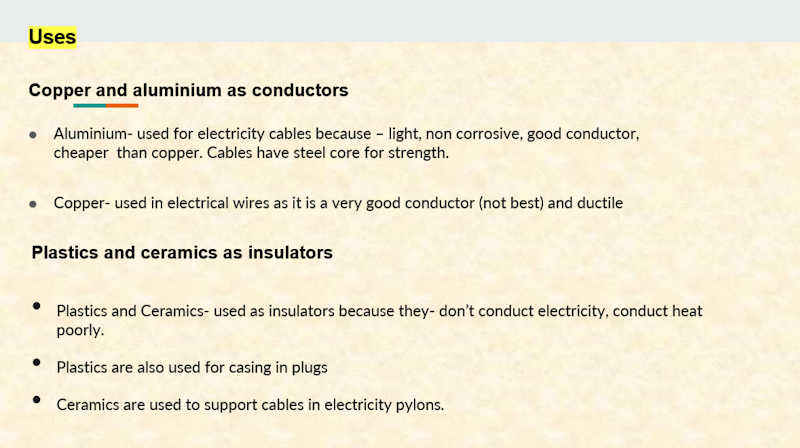 Uses
Copper and aluminium as conductors
● Aluminium- used for electricity cables because – light, non corrosive, good conductor,
cheaper  than copper. Cables have steel core for strength.
● Copper- used in electrical wires as it is a very good conductor (not best) and ductile
Plastics and ceramics as insulators
● Plastics and Ceramics- used as insulators because they- don’t conduct electricity, conduct heat
poorly.
● Plastics are also used for casing in plugs
● Ceramics are used to support cables in electricity pylons.